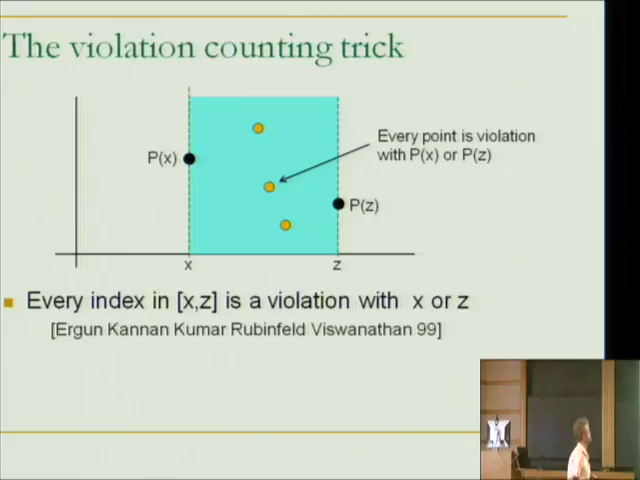 The violation counting trick
Every point is violation
with P(x) or P(z)
P(x)
P(z)
x
z
Every index in [x,z] is a violation with x or z
[Ergun Kannan Kumar Rubinfeld Viswanathan 99]